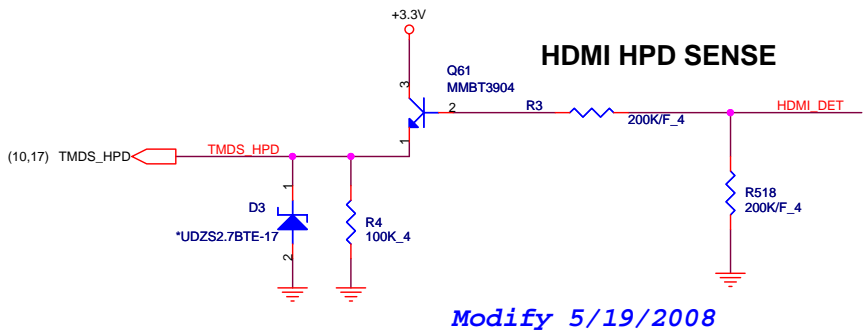 +3.3V
HDMI HPD SENSE
Q61
MMBT3904
3
2
1
R3
200K/F_4
HDMI_DET
(10,17) TMDS_HPD
TMDS_HPD
1
D3
*UDZS2.7BTE-17
2
R4
100K_4
R518
200K/F_4
Modify 5/19/2008